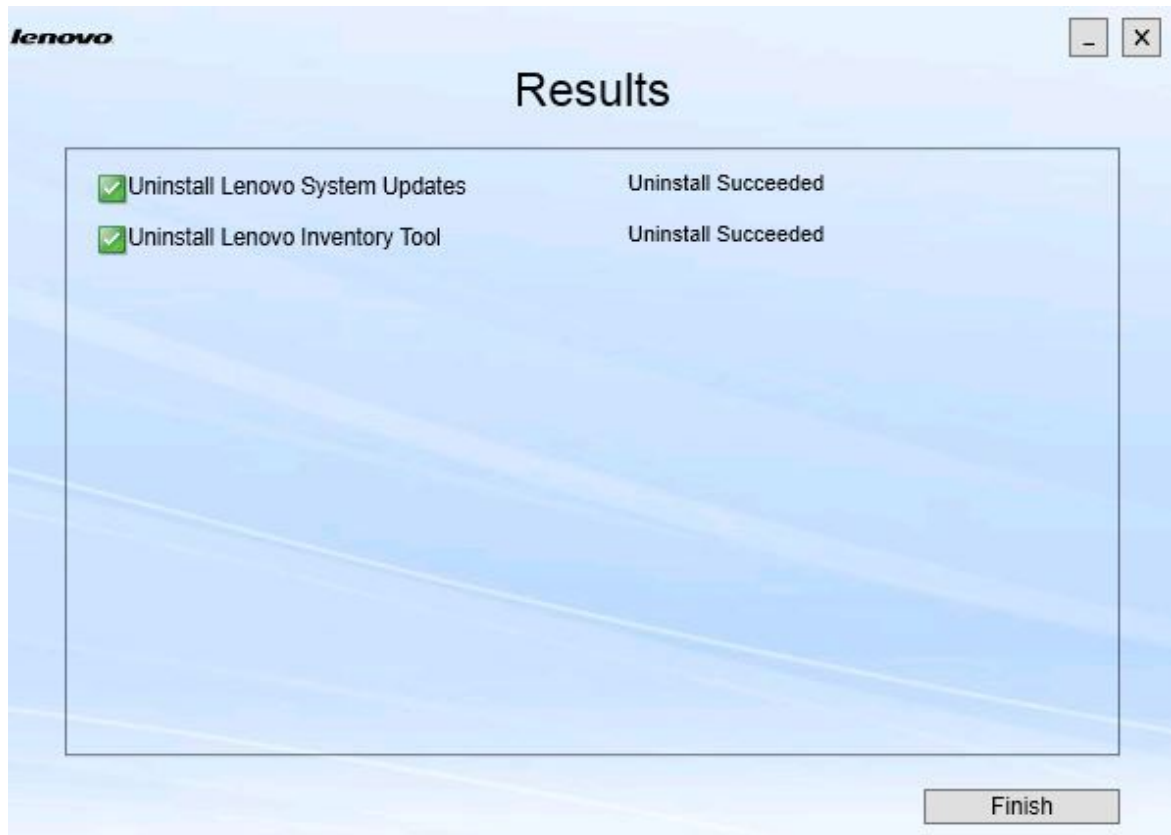 lenovo
Results
Uninstall Lenovo System Updates Uninstall Succeeded
Uninstall Lenovo Inventory Tool Uninstall Succeeded
Finish